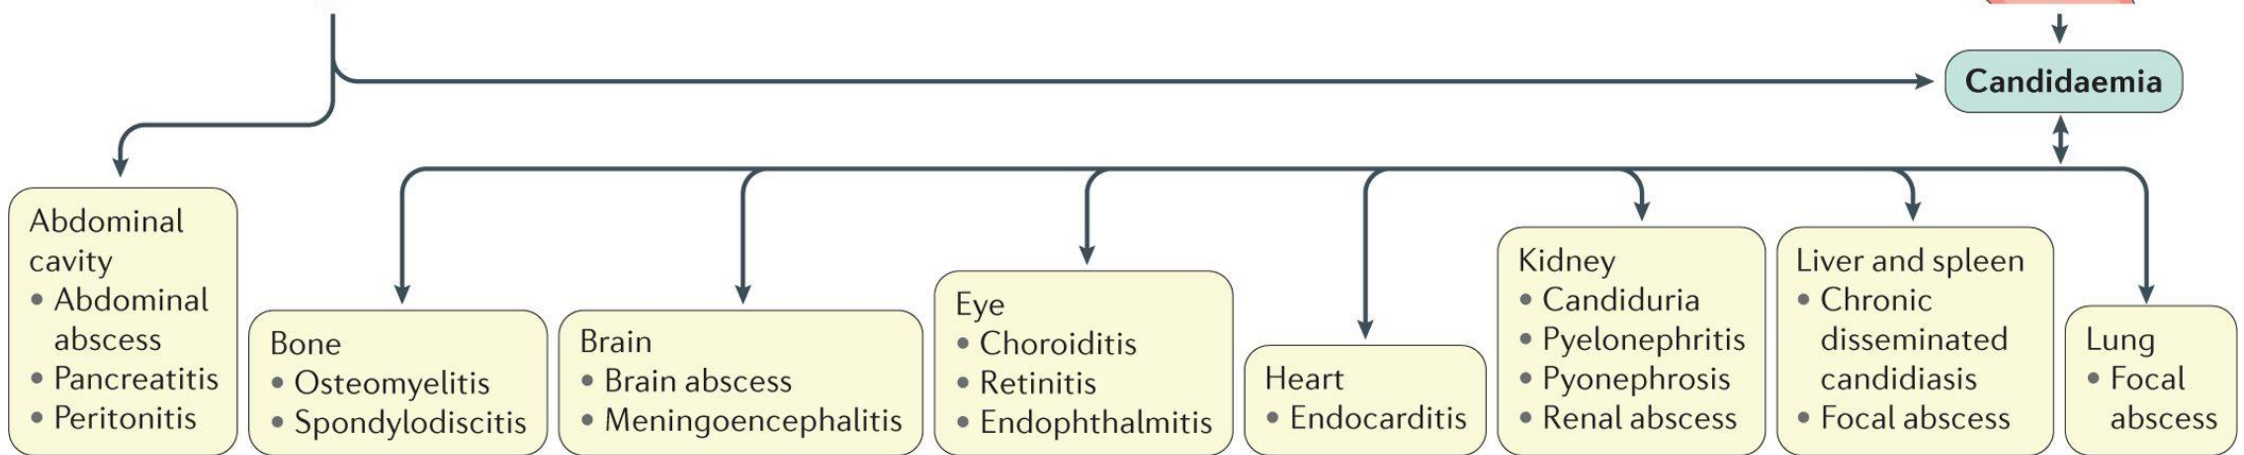 Candidaemia
Abdominal
cavity
• Abdominal
abscess
• Pancreatitis
• Peritonitis
Bone
• Osteomyelitis
• Spondylodiscitis
Brain
• Brain abscess
• Meningoencephalitis
Eye
• Choroiditis
• Retinitis
• Endophthalmitis
Heart
• Endocarditis
Kidney
• Candiduria
• Pyelonephritis
• Pyonephrosis
• Renal abscess
Liver and spleen
• Chronic
disseminated
candidiasis
• Focal abscess
Lung
• Focal
abscess